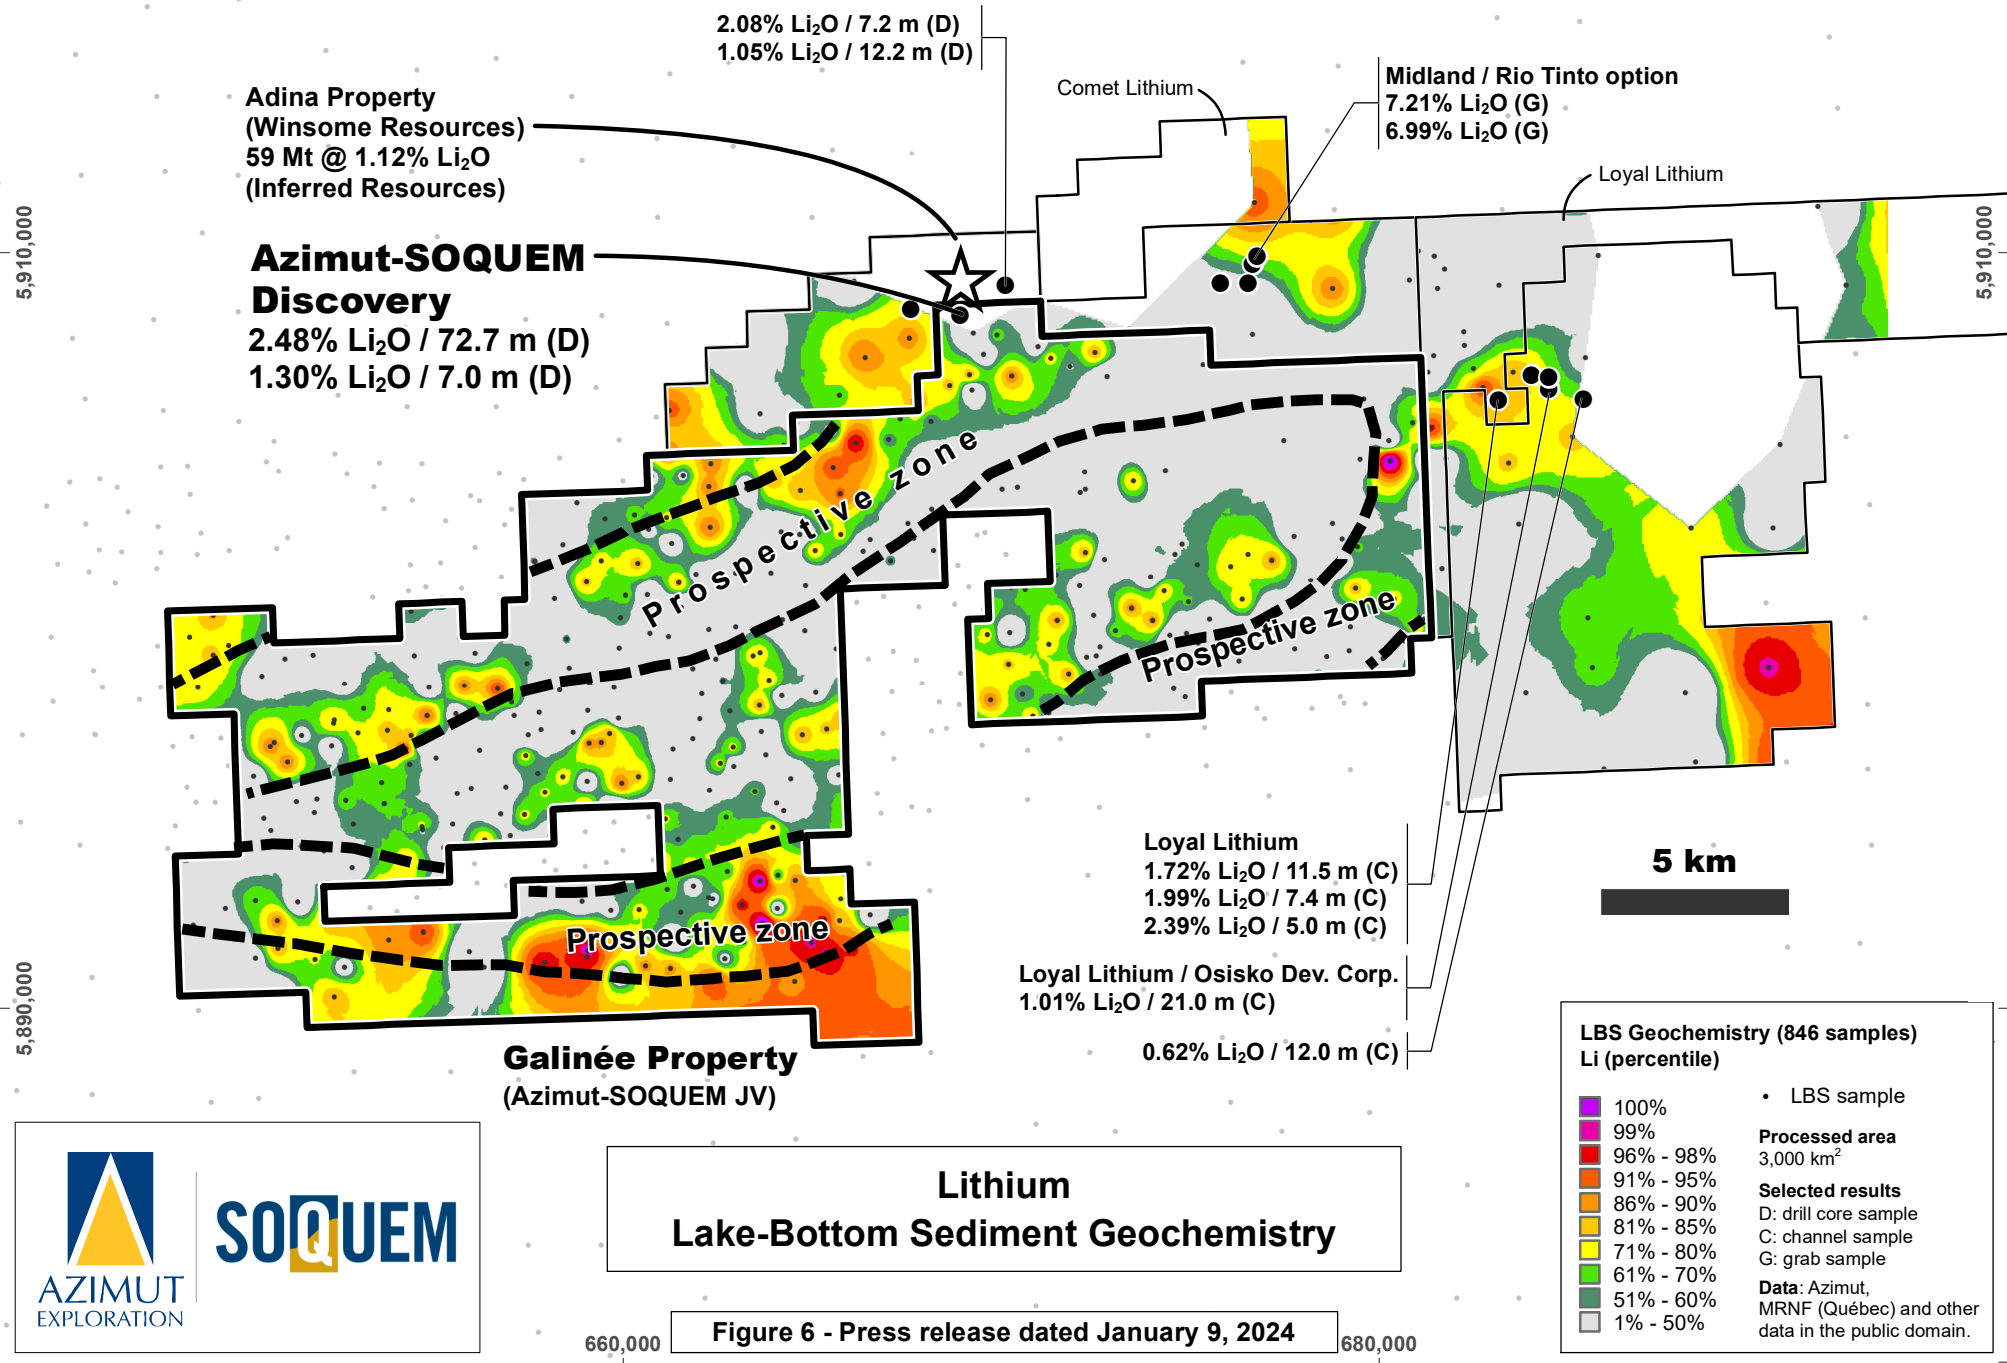 2.08% Li₂O / 7.2 m (D)
1.05% Li₂O / 12.2 m (D)
Adina Property
(Winsome Resources)
59 Mt @ 1.12% Li₂O
(Inferred Resources)
Comet Lithium
Midland / Rio Tinto option
7.21% Li₂O (G)
6.99% Li₂O (G)
Loyal Lithium
5,910,000
5,910,000
Azimut-SOQUEM
Discovery
2.48% Li₂O / 72.7 m (D)
1.30% Li₂O / 7.0 m (D)
Prospective zone
Prospective zone
Prospective zone
Loyal Lithium
1.72% Li₂O / 11.5 m (C)
1.99% Li₂O / 7.4 m (C)
2.39% Li₂O / 5.0 m (C)
5 km
Loyal Lithium / Osisko Dev. Corp.
1.01% Li₂O / 21.0 m (C)
0.62% Li₂O / 12.0 m (C)
5,890,000
Galinée Property
(Azimut-SOQUEM JV)
LBS Geochemistry (846 samples)
Li (percentile)
100%
99%
96% - 98%
91% - 95%
86% - 90%
81% - 85%
71% - 80%
61% - 70%
51% - 60%
1% - 50%
• LBS sample
Processed area
3,000 km²
Selected results
D: drill core sample
C: channel sample
G: grab sample
Data: Azimut,
MRNF (Québec) and other
data in the public domain.
AZIMUT
EXPLORATION
SOQUEM
Lithium
Lake-Bottom Sediment Geochemistry
Figure 6 - Press release dated January 9, 2024
660,000
680,000